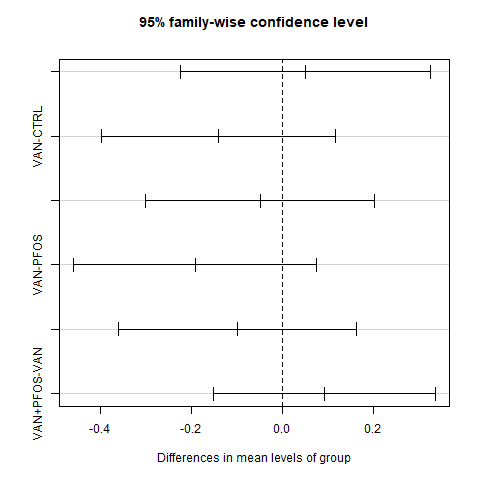 95% family-wise confidence level
VAN-CTRL
VAN-PFOS
VAN+PFOS-VAN
-0.4 -0.2 0.0 0.2
Differences in mean levels of group